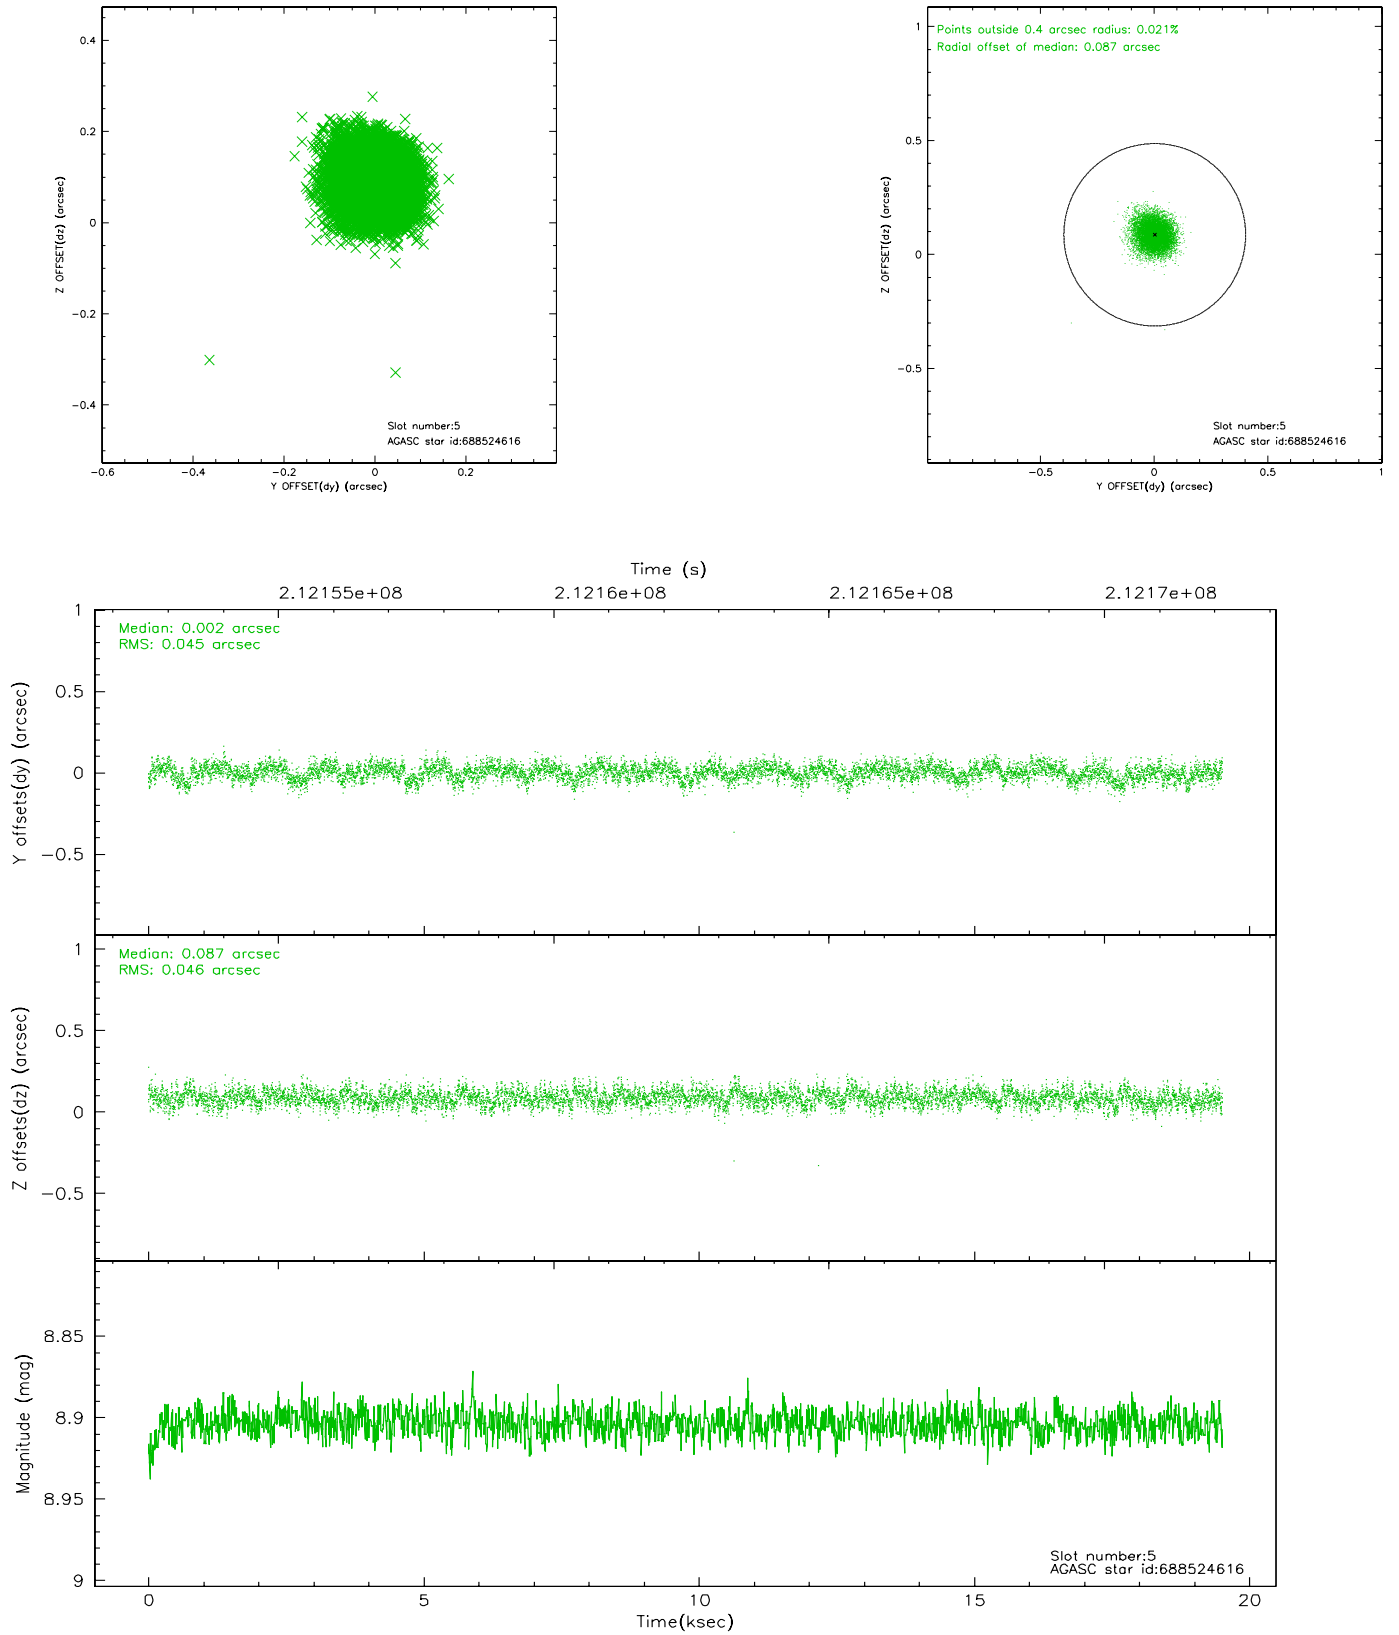 0.4
0.2
0
−0.2
−0.4
Z OFFSET(dz) (arcsec)
Slot number:5
AGASC star id:688524616
−0.6 −0.4 −0.2 0 0.2
Y OFFSET(dy) (arcsec)
Points outside 0.4 arcsec radius: 0.021%
Radial offset of median: 0.087 arcsec
1
0.5
0
−0.5
Z OFFSET(dz) (arcsec)
Slot number:5
AGASC star id:688524616
−0.5 0 0.5 1
Y OFFSET(dy) (arcsec)
Time (s)
2.12155e+08 2.1216e+08 2.12165e+08 2.1217e+08
Median: 0.002 arcsec
RMS: 0.045 arcsec
1
0.5
0
−0.5
Y offsets(dy) (arcsec)
Median: 0.087 arcsec
RMS: 0.046 arcsec
1
0.5
0
−0.5
Z offsets(dz) (arcsec)
8.85
8.9
8.95
9
Magnitude (mag)
Slot number:5
AGASC star id:688524616
0 5 10 15 20
Time(ksec)